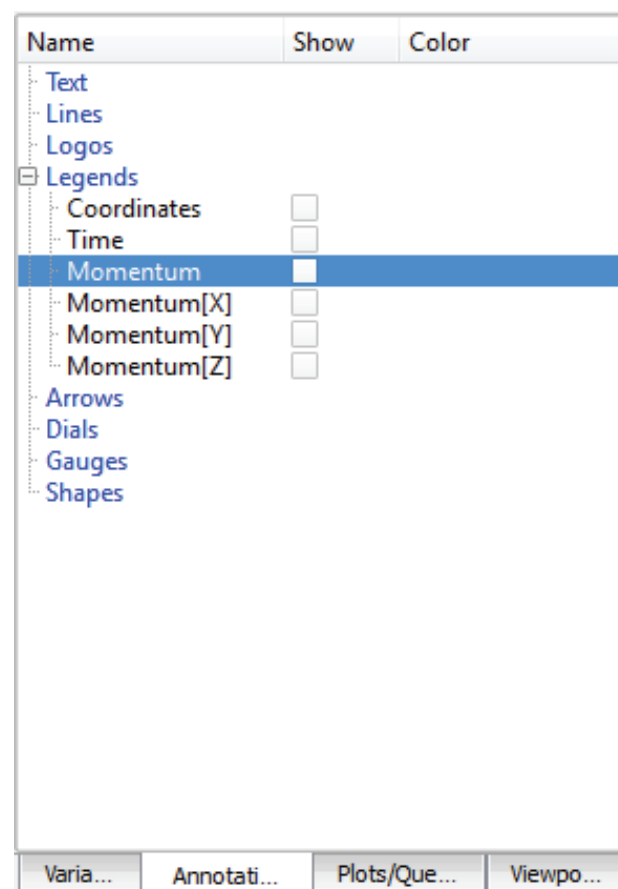 Name Show Color
Text
Lines
Logos
Legends
Coordinates
Time
Momentum
Momentum[X]
Momentum[Y]
Momentum[Z]
Arrows
Dials
Gauges
Shapes
Varia... Annotati... Plots/Que... Viewpo...